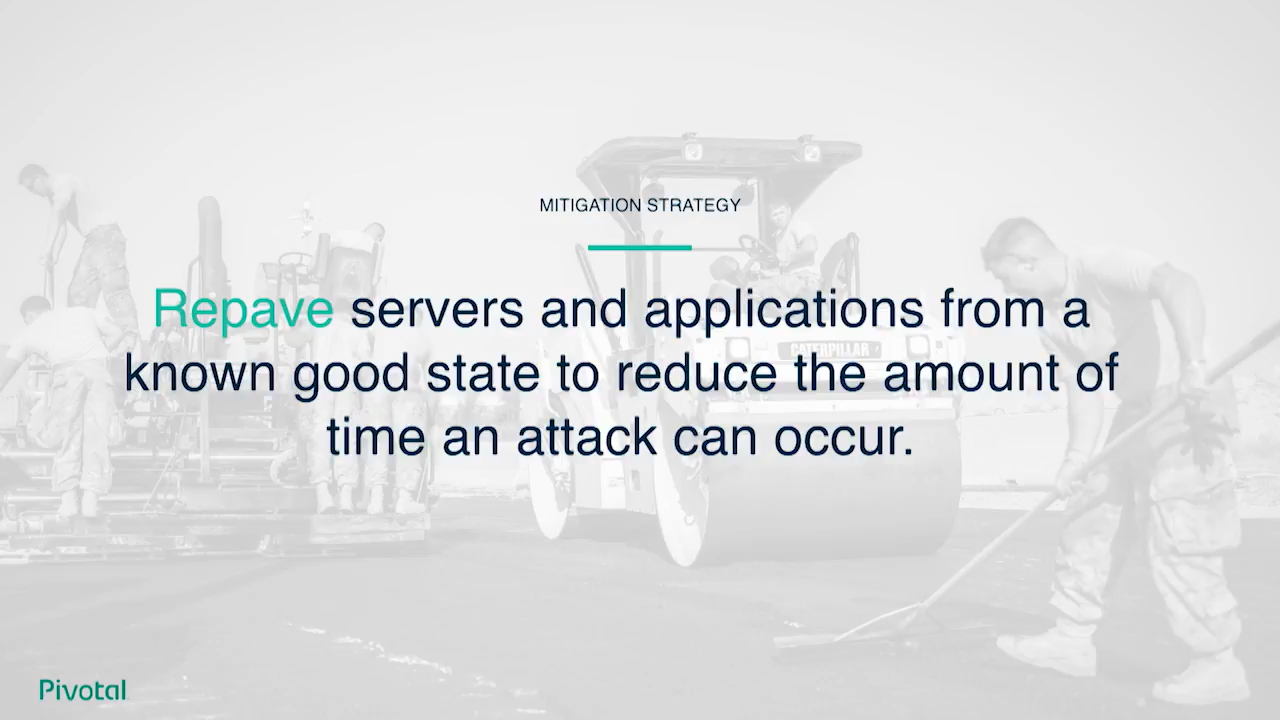 MITIGATION STRATEGY
Repave servers and applications from a
known good state to reduce the amount of
time an attack can occur.
CATERPILLAR
Pivotal